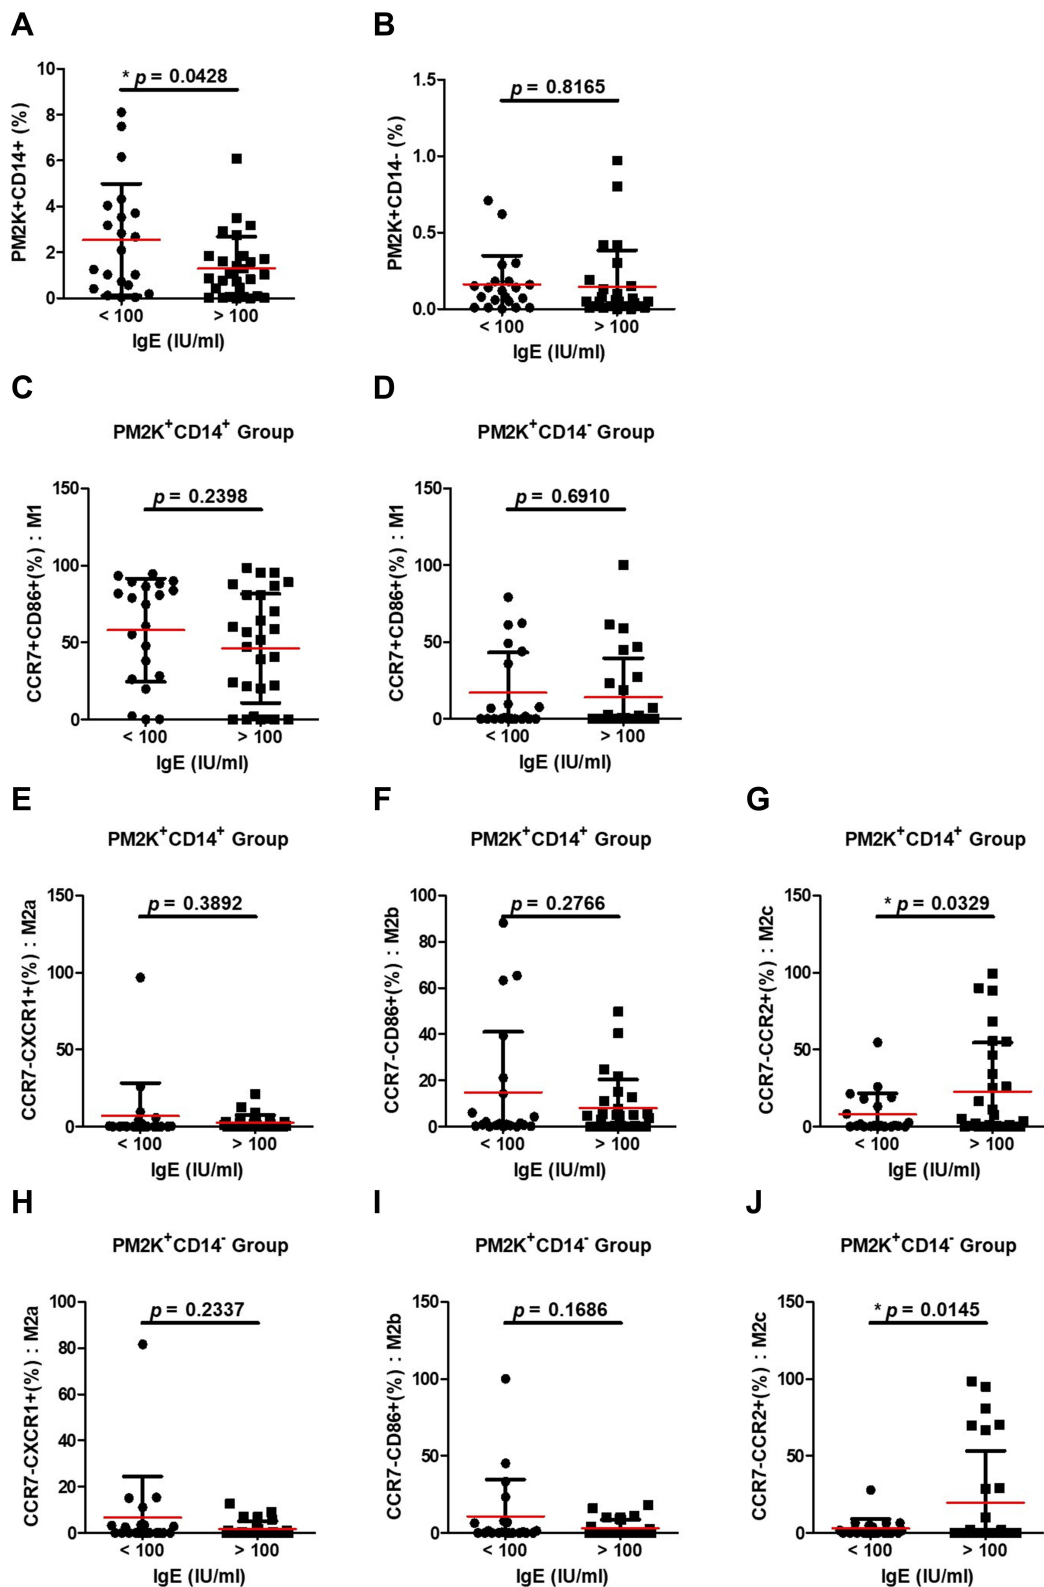 A
* p = 0.0428
PM2K+CD14+ (%)
10
8
6
4
2
0
< 100
> 100
IgE (IU/ml)
B
p = 0.8165
PM2K+CD14- (%)
1.5
1.0
0.5
0.0
< 100
> 100
IgE (IU/ml)
C
PM2K+CD14+ Group
p = 0.2398
CCR7+CD86+(%) : M1
150
100
50
0
< 100
> 100
IgE (IU/ml)
D
PM2K+CD14- Group
p = 0.6910
CCR7+CD86+(%) : M1
150
100
50
0
< 100
> 100
IgE (IU/ml)
E
PM2K+CD14+ Group
p = 0.3892
CCR7-CXCR1+(%) : M2a
150
100
50
0
< 100
> 100
IgE (IU/ml)
F
PM2K+CD14+ Group
p = 0.2766
CCR7-CD86+(%) : M2b
100
80
60
40
20
0
< 100
> 100
IgE (IU/ml)
G
PM2K+CD14+ Group
* p = 0.0329
CCR7-CCR2+(%) : M2c
150
100
50
0
< 100
> 100
IgE (IU/ml)
H
PM2K+CD14- Group
p = 0.2337
CCR7-CXCR1+(%) : M2a
100
80
60
40
20
0
< 100
> 100
IgE (IU/ml)
I
PM2K+CD14- Group
p = 0.1686
CCR7-CD86+(%) : M2b
150
100
50
0
< 100
> 100
IgE (IU/ml)
J
PM2K+CD14- Group
* p = 0.0145
CCR7-CCR2+(%) : M2c
150
100
50
0
< 100
> 100
IgE (IU/ml)